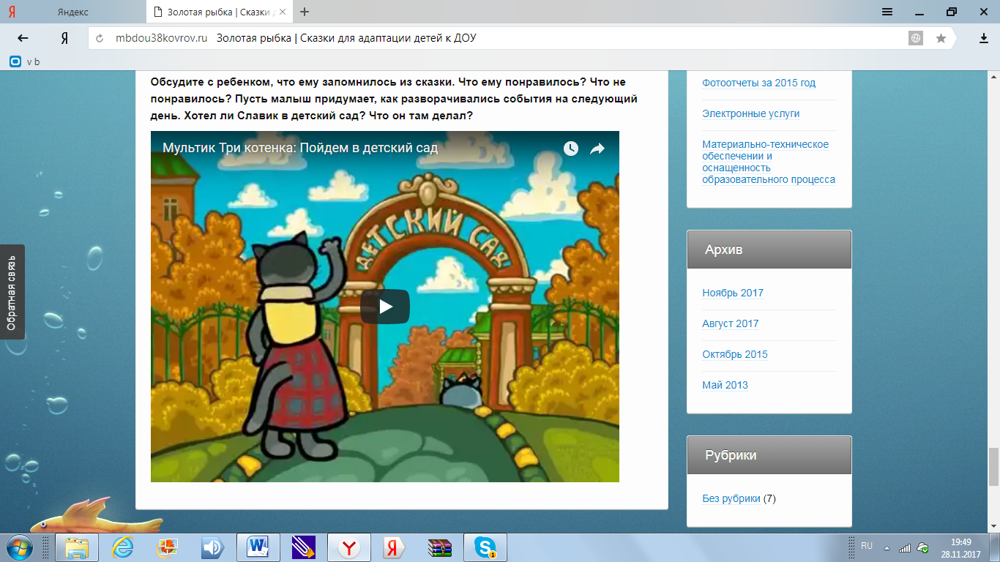 Яндекс
Золотая рыбка | Сказки д
mbdou38kovrov.ru Золотая рыбка | Сказки для адаптации детей к ДОУ
v b
Обсудите с ребенком, что ему запомнилось из сказки. Что ему понравилось? Что не
понравилось? Пусть малыш придумает, как разворачивались события на следующий
день. Хотел ли Славик в детский сад? Что он там делал?
Мультик Три котенка: Пойдем в детский сад
ДЕТСКИЙ САД
Обратная связь
Фотоотчеты за 2015 год
Электронные услуги
Материально-техническое
обеспечении и
оснащенность
образовательного процесса
Архив
Ноябрь 2017
Август 2017
Октябрь 2015
Май 2013
Рубрики
Без рубрики (7)
RU
19:49
28.11.2017